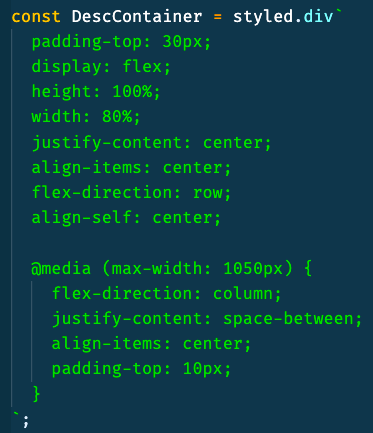 const DescContainer = styled.div`
  padding-top: 30px;
  display: flex;
  height: 100%;
  width: 80%;
  justify-content: center;
  align-items: center;
  flex-direction: row;
  align-self: center;

  @media (max-width: 1050px) {
    flex-direction: column;
    justify-content: space-between;
    align-items: center;
    padding-top: 10px;
  }
`;